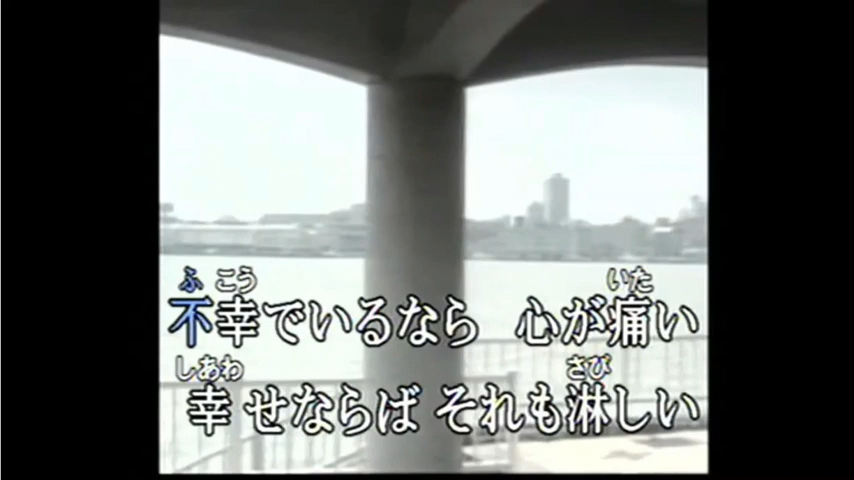 ふ こう いた
不幸でいるなら 心が痛い
しあわ さび
幸せならば それも淋しい